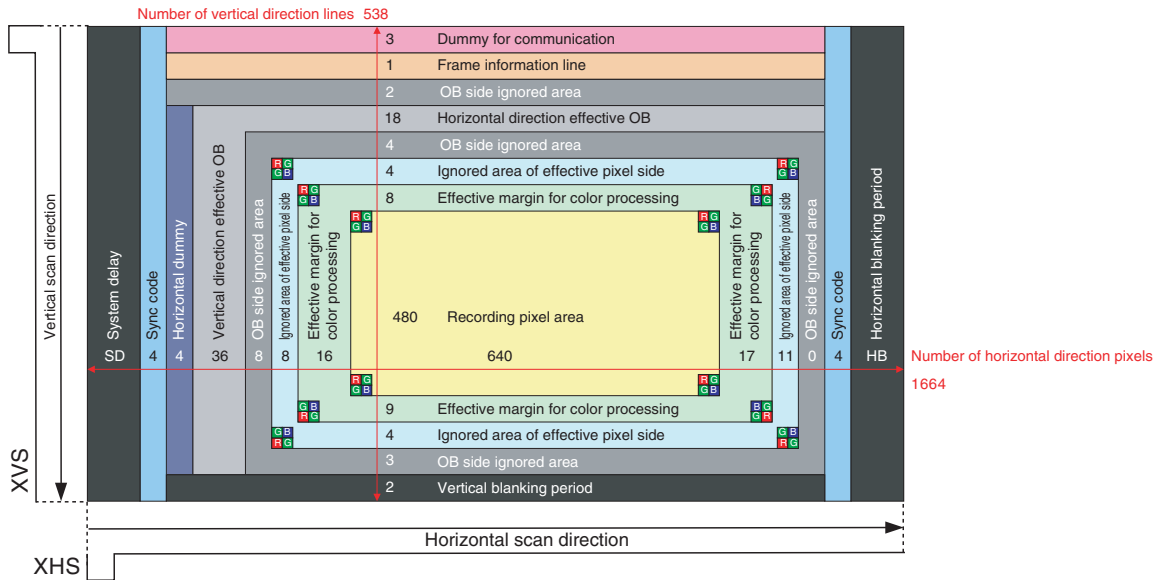 Number of vertical direction lines 538
3 Dummy for communication
1 Frame information line
2 OB side ignored area
18 Horizontal direction effective OB
4 OB side ignored area
4 Ignored area of effective pixel side
8 Effective margin for color processing
R G R G
G B G B
R G B G
G B G R
R G R G
G B G B
480 Recording pixel area
640
R G R G
G B G B
G B B G
R G G R
G B G B
R G R G
9 Effective margin for color processing
4 Ignored area of effective pixel side
3 OB side ignored area
2 Vertical blanking period
System delay
SD
Sync code
4
Horizontal dummy
4
Vertical direction effective OB
36
OB side ignored area
8
Ignored area of effective pixel side
8
Effective margin for
color processing
16
Effective margin for
color processing
17
Ignored area of effective pixel side
11
OB side ignored area
0
Sync code
4
Horizontal blanking period
HB
Number of horizontal direction pixels
1664
Vertical scan direction
XVS
Horizontal scan direction
XHS